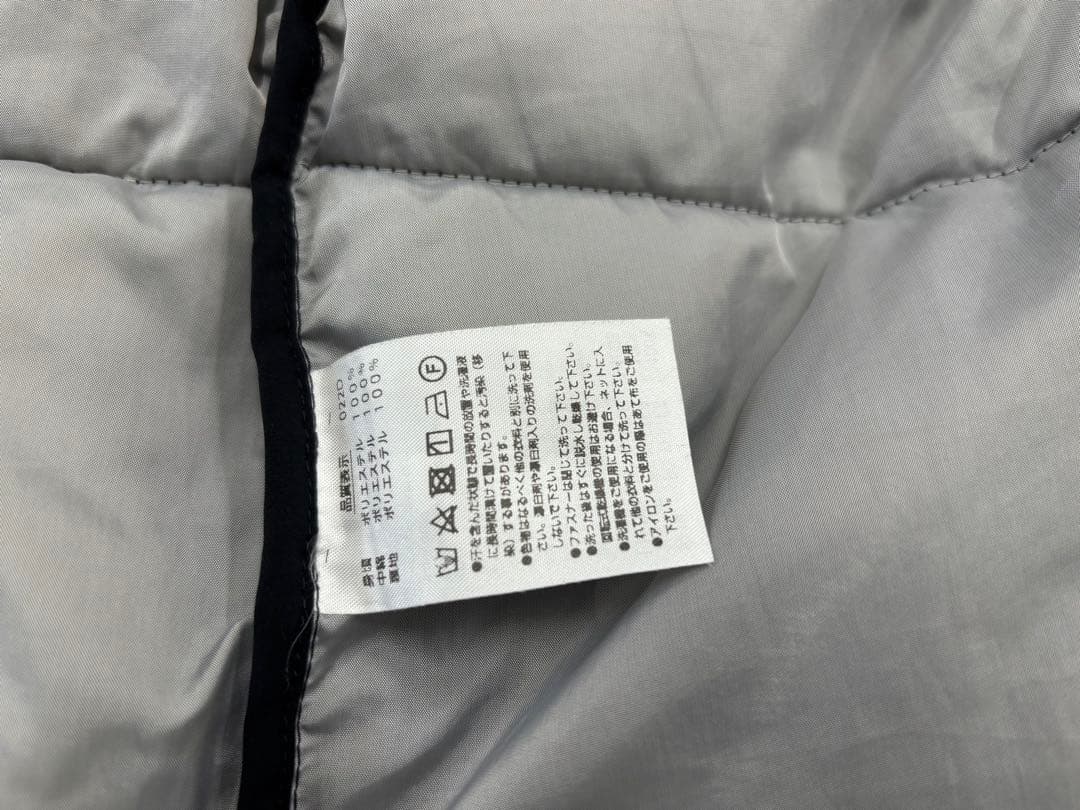 品質表示 022D
身頃 ポリエステル 100%
中綿 ポリエステル 100%
裏地 ポリエステル 100%
F
●汗を含んだ状態で長時間の放置や洗濯液
に長時間漬けて置いたりすると汚染(移
染)する事があります。
●色物はなるべく他の衣料と別に洗って下
さい。漂白剤や漂白剤入りの洗剤を使用
しないで下さい。
●ファスナーは閉じて洗って下さい。
●洗った後はすぐに脱水し乾燥して下さい。
回転式乾燥機の使用はお避け下さい。
●洗濯機をご使用になる場合、ネットに入
れて他の衣料と分けて洗って下さい。
●アイロンをご使用の際はあて布をご使用
下さい。